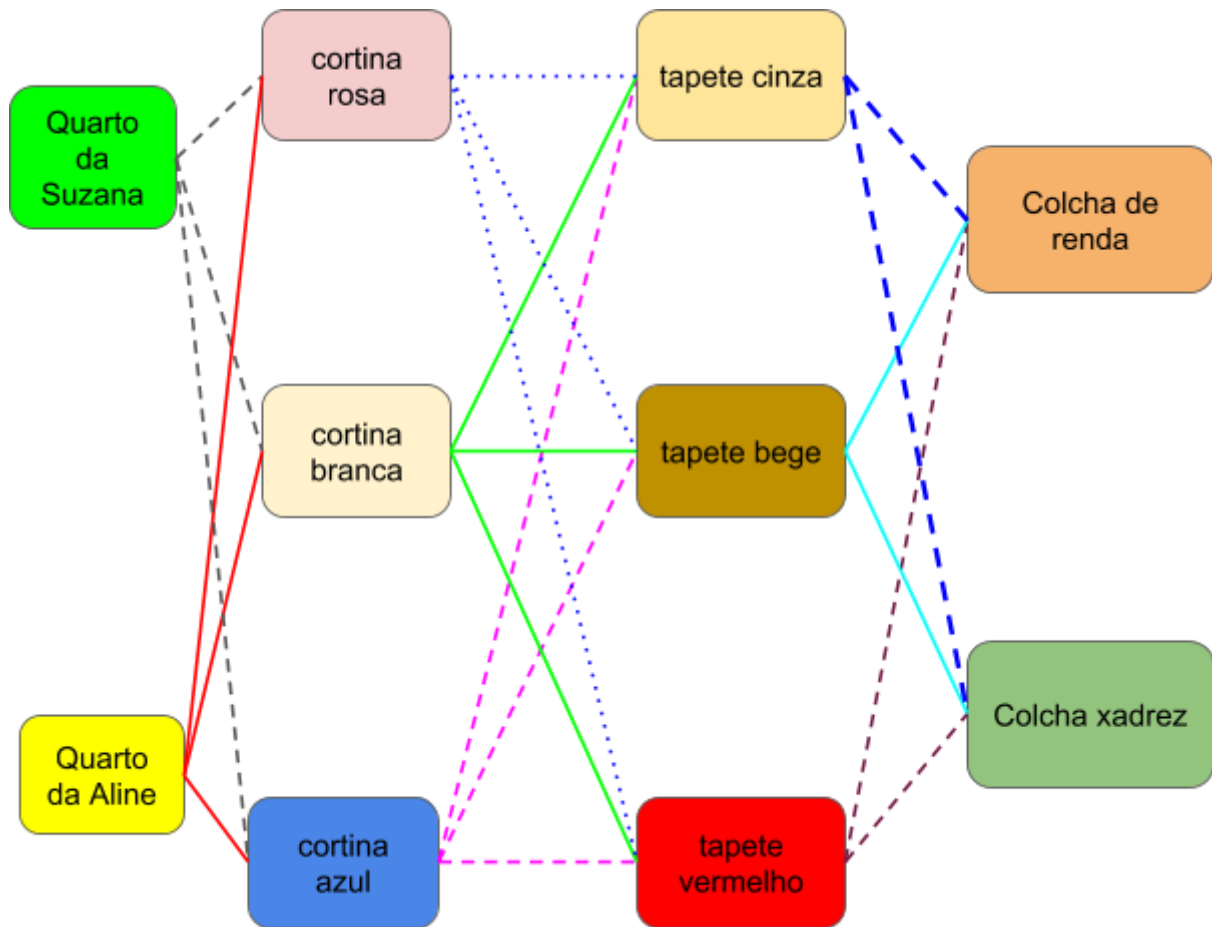 Quarto
da
Suzana
Quarto
da Aline
cortina
rosa
cortina
branca
cortina
azul
tapete cinza
tapete bege
tapete
vermelho
Colcha de
renda
Colcha xadrez